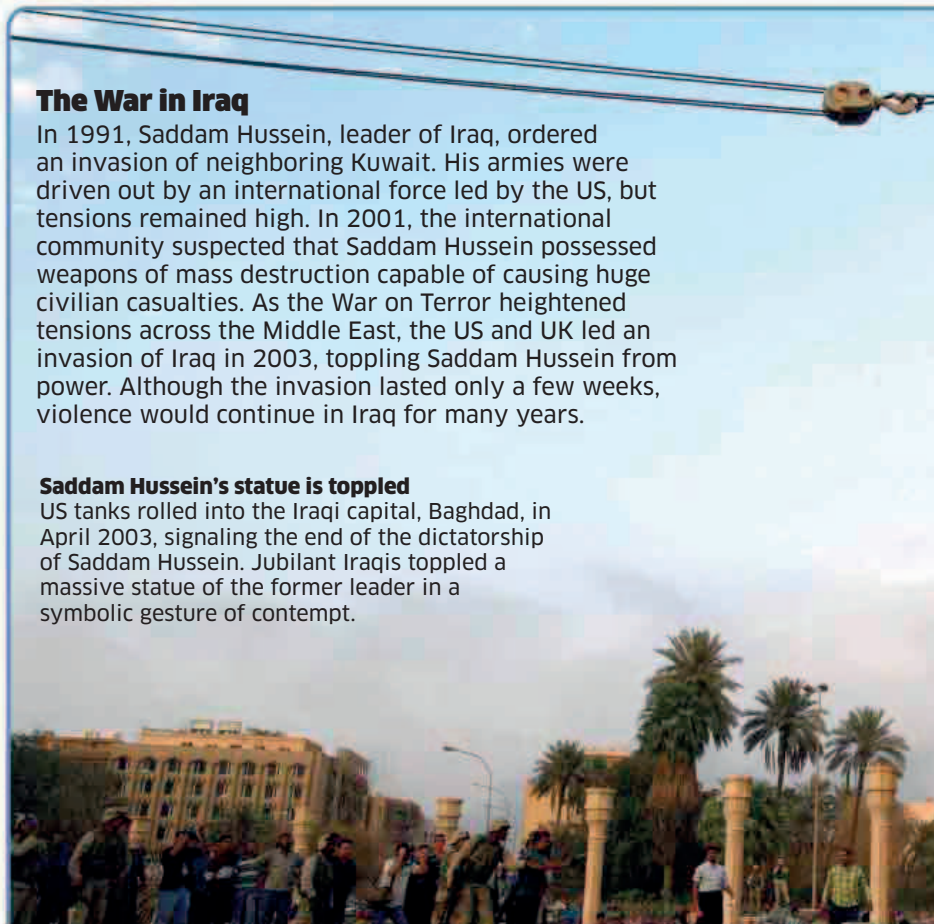 The War in Iraq
In 1991, Saddam Hussein, leader of Iraq, ordered
an invasion of neighboring Kuwait. His armies were
driven out by an international force led by the US, but
tensions remained high. In 2001, the international
community suspected that Saddam Hussein possessed
weapons of mass destruction capable of causing huge
civilian casualties. As the War on Terror heightened
tensions across the Middle East, the US and UK led an
invasion of Iraq in 2003, toppling Saddam Hussein from
power. Although the invasion lasted only a few weeks,
violence would continue in Iraq for many years.
Saddam Hussein’s statue is toppled
US tanks rolled into the Iraqi capital, Baghdad, in
April 2003, signaling the end of the dictatorship
of Saddam Hussein. Jubilant Iraqis toppled a
massive statue of the former leader in a
symbolic gesture of contempt.